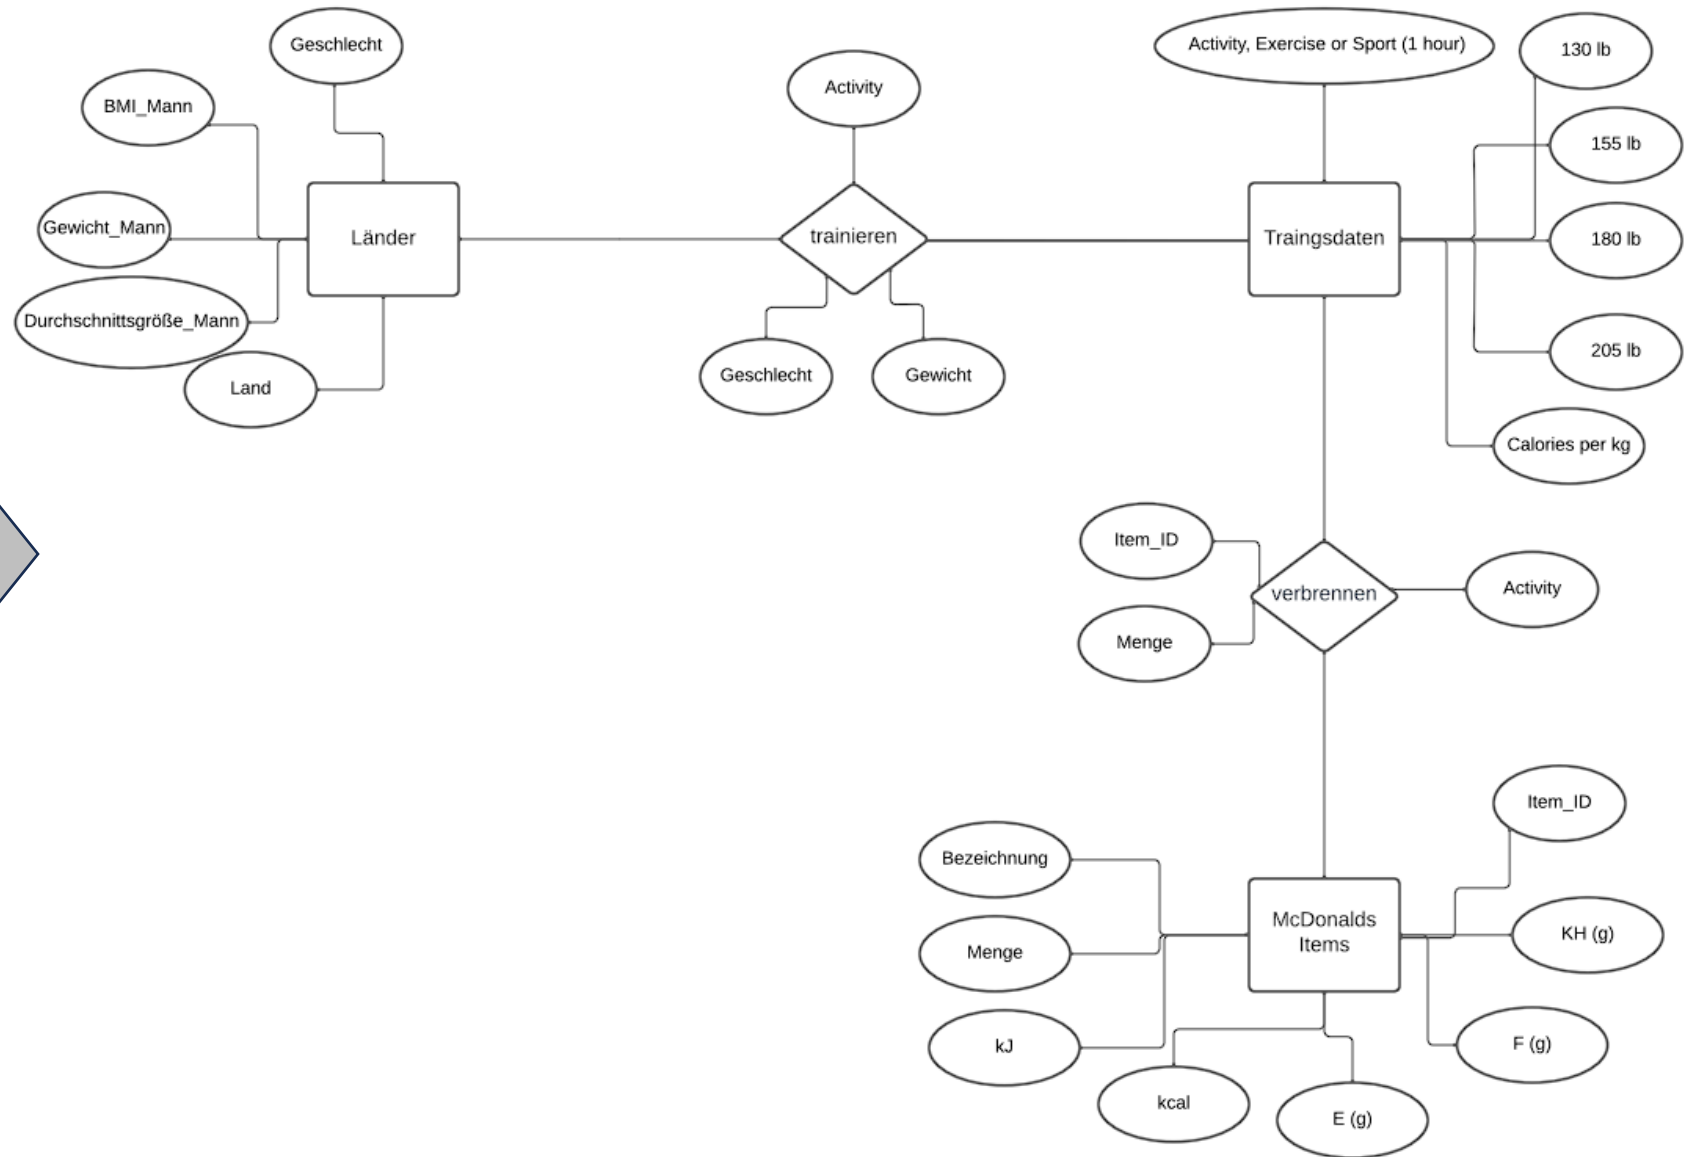 Geschlecht
BMI_Mann
Gewicht_Mann
Durchschnittsgröße_Mann
Land
Länder
Activity
trainieren
Geschlecht
Gewicht
Activity, Exercise or Sport (1 hour)
130 lb
155 lb
180 lb
205 lb
Calories per kg
Traingsdaten
Item_ID
Menge
verbrennen
Activity
Item_ID
Bezeichnung
Menge
kJ
kcal
E (g)
F (g)
KH (g)
McDonalds
Items